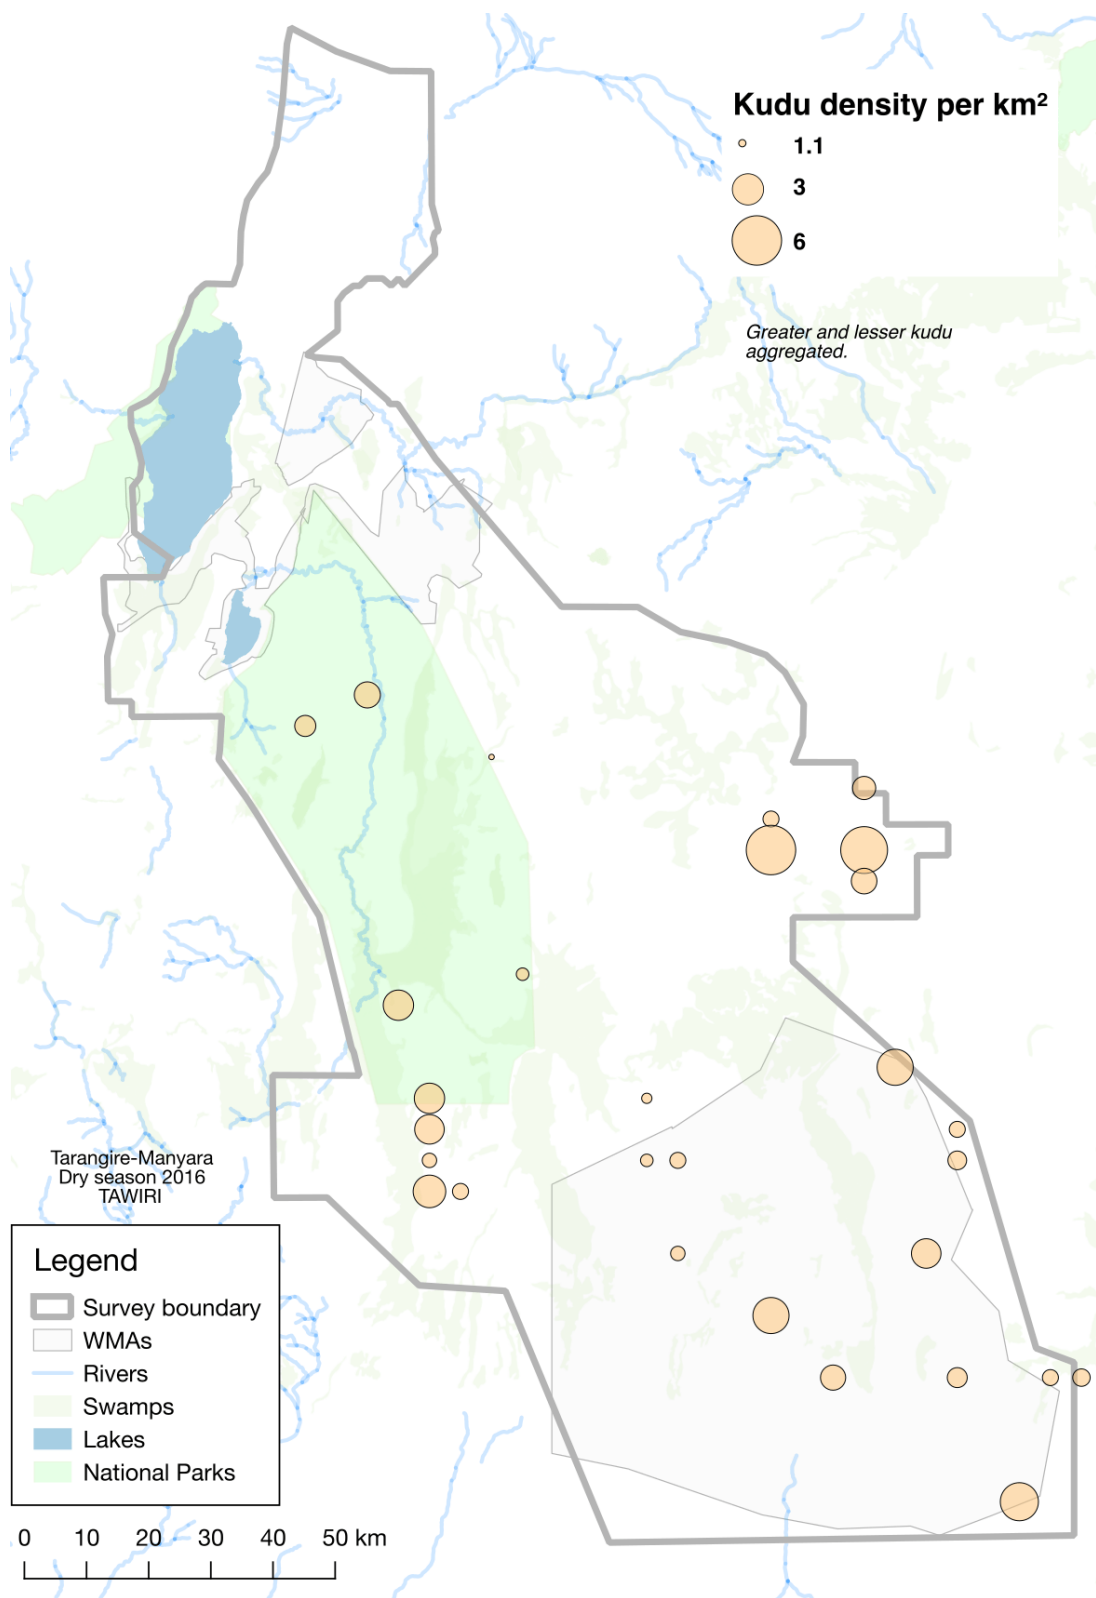 Kudu density per km²
1.1
3
6
Greater and lesser kudu
aggregated.
Tarangire-Manyara
Dry season 2016
TAWIRI
Legend
Survey boundary
WMAs
Rivers
Swamps
Lakes
National Parks
0 10 20 30 40 50 km